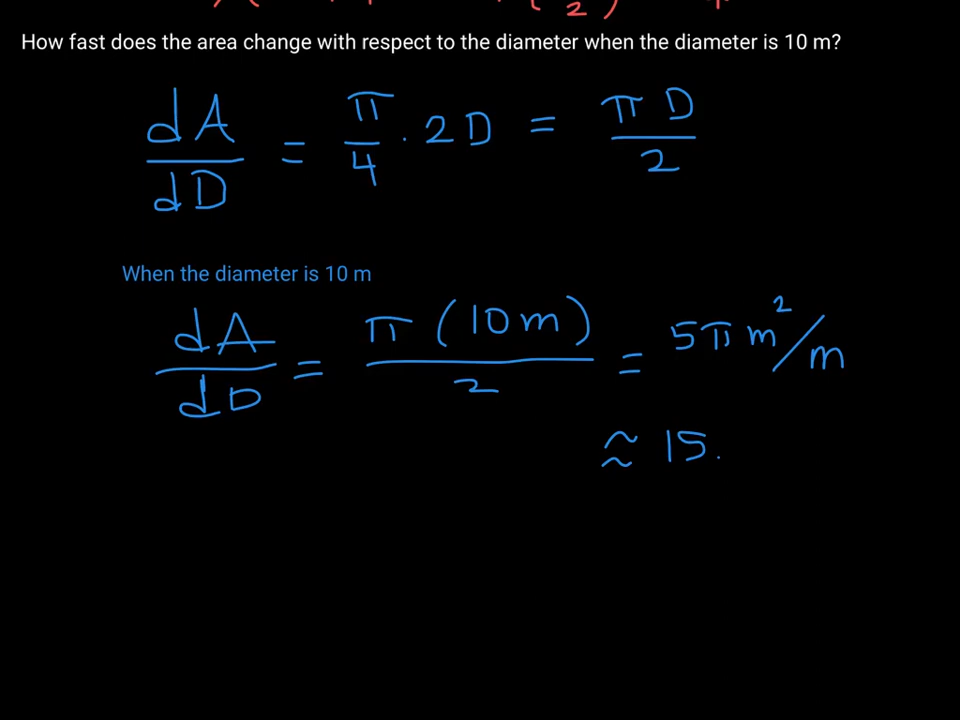 How fast does the area change with respect to the diameter when the diameter is 10 m?
dA/dD = π/4 · 2D = πD/2
When the diameter is 10 m
dA/dD = π(10m)/2 = 5π m²/m
≈ 15.